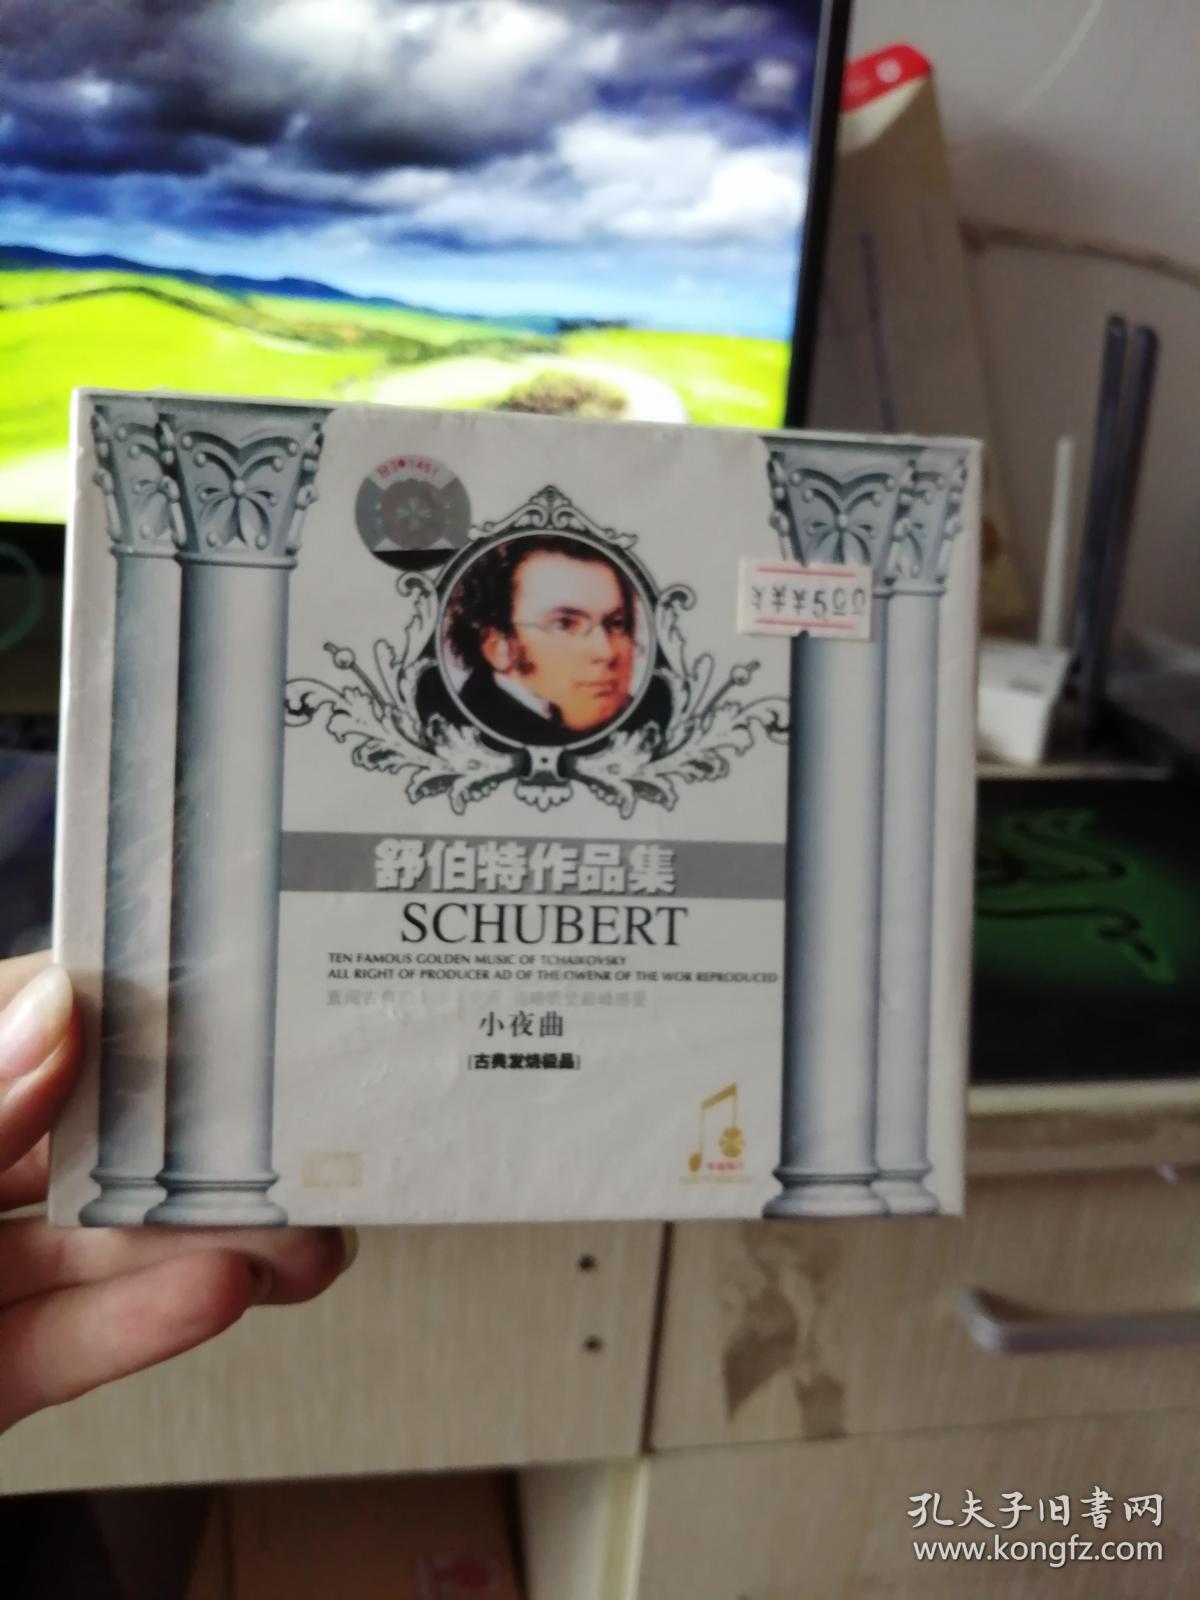 ¥¥¥500
舒伯特作品集
SCHUBERT
TEN FAMOUS GOLDEN MUSIC OF TCHAIKOVSKY
ALL RIGHT OF PRODUCER AD OF THE OWENR OF THE WOR REPRODUCED
小夜曲
[古典发烧极品]
孔夫子旧书网
www.kongfz.com